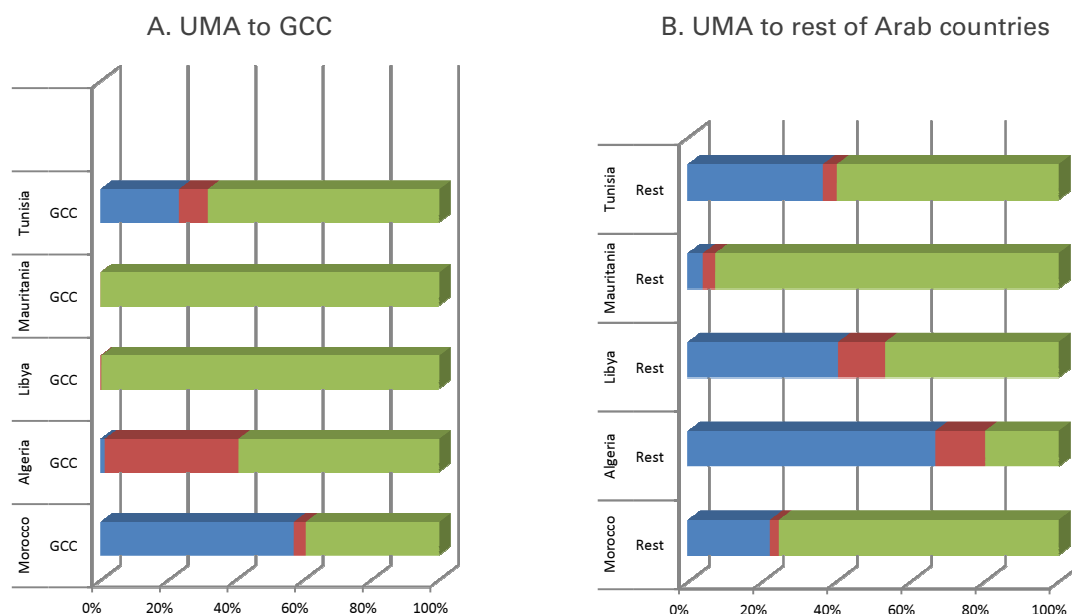 A. UMA to GCC
Tunisia GCC
Mauritania GCC
Libya GCC
Algeria GCC
Morocco GCC
0% 20% 40% 60% 80% 100%
B. UMA to rest of Arab countries
Tunisia Rest
Mauritania Rest
Libya Rest
Algeria Rest
Morocco Rest
0% 20% 40% 60% 80% 100%